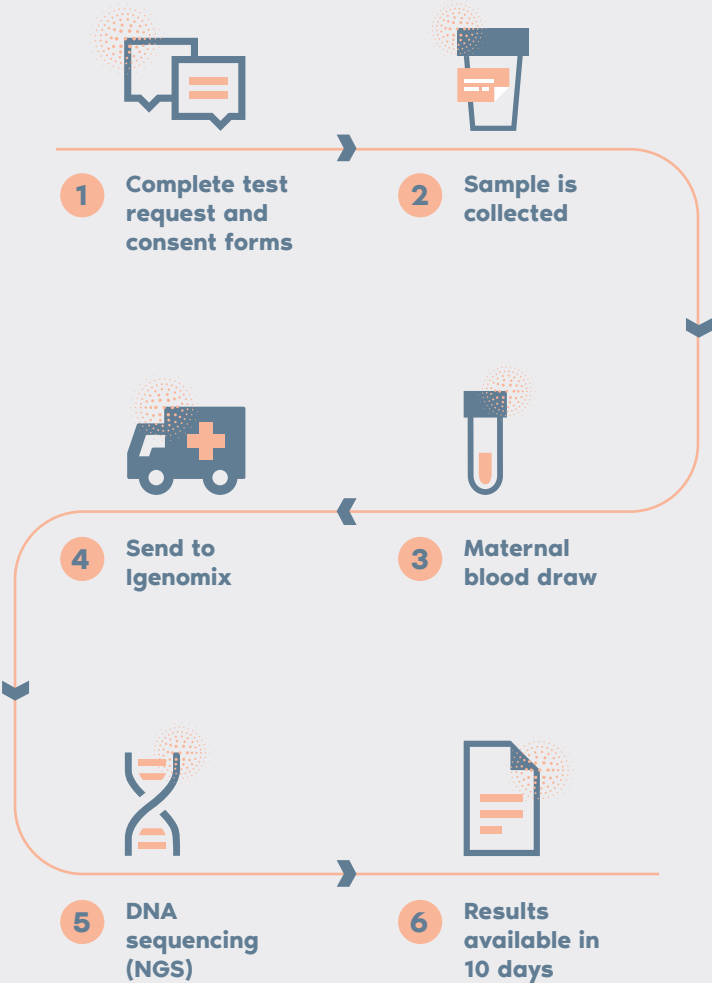 1
Complete test
request and
consent forms
2
Sample is
collected
3
Maternal
blood draw
4
Send to
Igenomix
5
DNA
sequencing
(NGS)
6
Results
available in
10 days